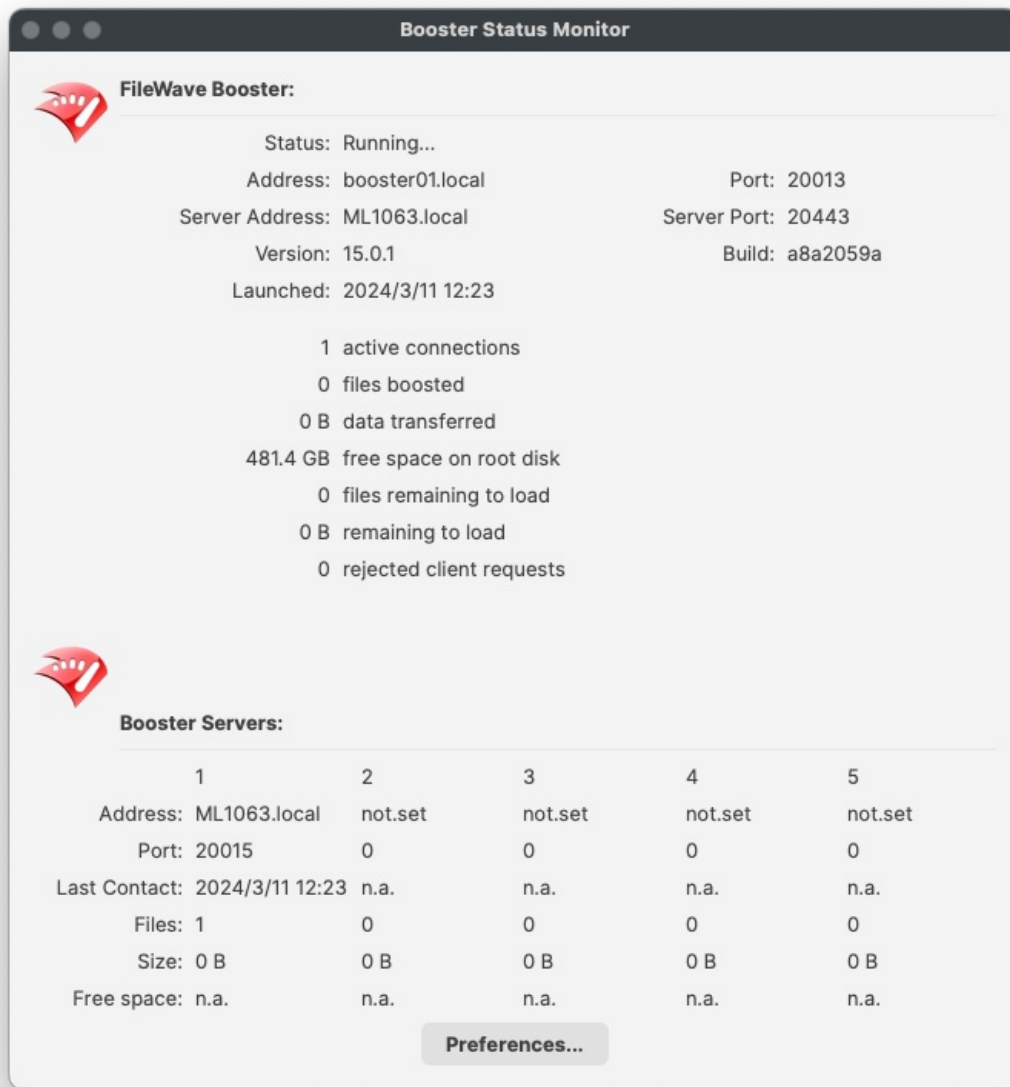 Booster Status Monitor
FileWave Booster:
Status: Running...
Address: booster01.local Port: 20013
Server Address: ML1063.local Server Port: 20443
Version: 15.0.1 Build: a8a2059a
Launched: 2024/3/11 12:23
1 active connections
0 files boosted
0 B data transferred
481.4 GB free space on root disk
0 files remaining to load
0 B remaining to load
0 rejected client requests
Booster Servers:
1 2 3 4 5
Address: ML1063.local not.set not.set not.set not.set
Port: 20015 0 0 0 0
Last Contact: 2024/3/11 12:23 n.a. n.a. n.a. n.a.
Files: 1 0 0 0 0
Size: 0 B 0 B 0 B 0 B 0 B
Free space: n.a. n.a. n.a. n.a. n.a.
Preferences...